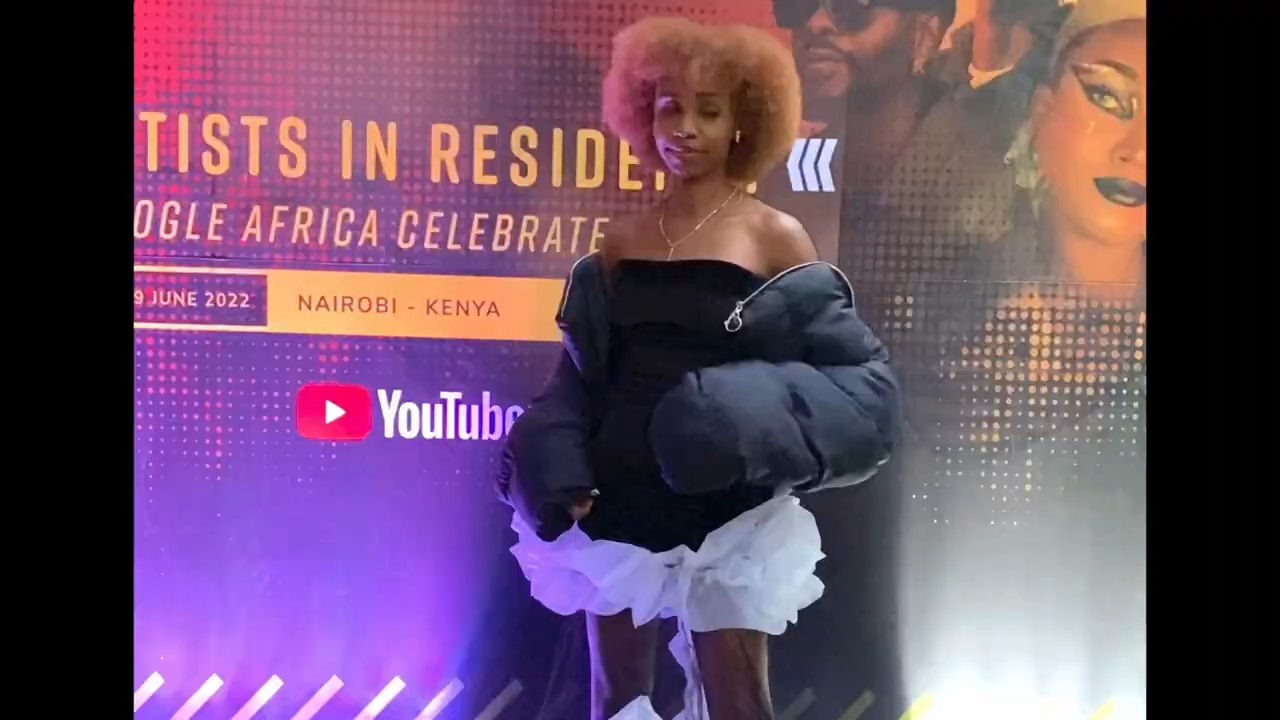 TISTS IN RESIDE
OGLE AFRICA CELEBRATE
9 JUNE 2022
NAIROBI - KENYA
YouTube